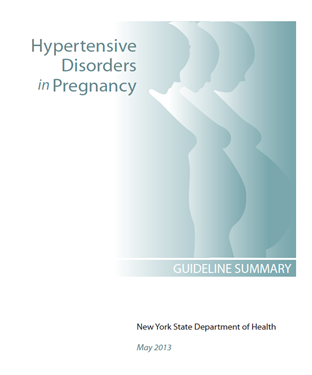 Hypertensive
Disorders
in Pregnancy
GUIDELINE SUMMARY
New York State Department of Health
May 2013